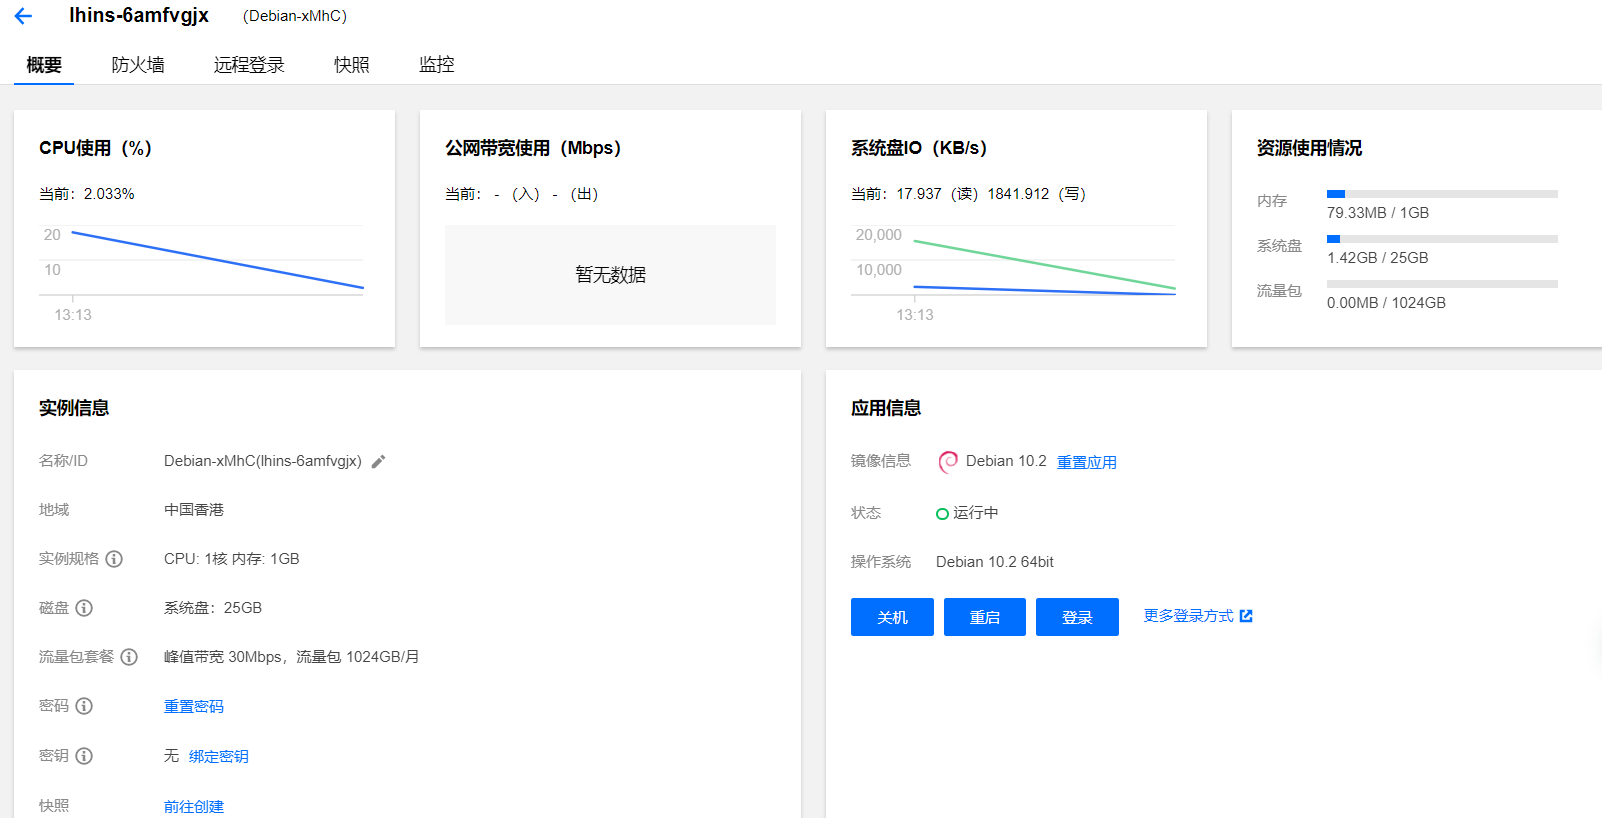 lhins-6amfvgjx (Debian-xMhC)
概要 防火墙 远程登录 快照 监控
CPU使用（%）
当前：2.033%
20
10
13:13
公网带宽使用（Mbps）
当前： - （入） - （出）
暂无数据
系统盘IO（KB/s）
当前：17.937（读）1841.912（写）
20,000
10,000
13:13
资源使用情况
内存
79.33MB / 1GB
系统盘
1.42GB / 25GB
流量包
0.00MB / 1024GB
实例信息
名称/ID Debian-xMhC(lhins-6amfvgjx)
地域 中国香港
实例规格 CPU: 1核 内存: 1GB
磁盘 系统盘：25GB
流量包套餐 峰值带宽 30Mbps，流量包 1024GB/月
密码 重置密码
密钥 无 绑定密钥
快照 前往创建
应用信息
镜像信息 Debian 10.2 重置应用
状态 运行中
操作系统 Debian 10.2 64bit
关机 重启 登录 更多登录方式